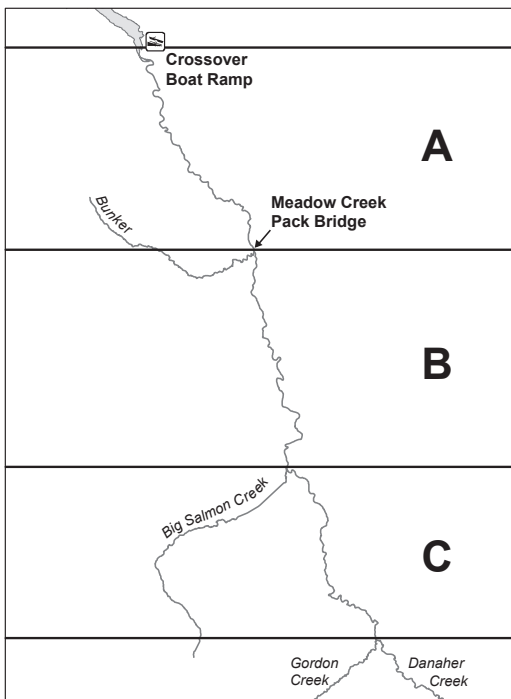 Crossover
Boat Ramp
A
Bunker
Meadow Creek
Pack Bridge
B
Big Salmon Creek
C
Gordon
Creek
Danaher
Creek